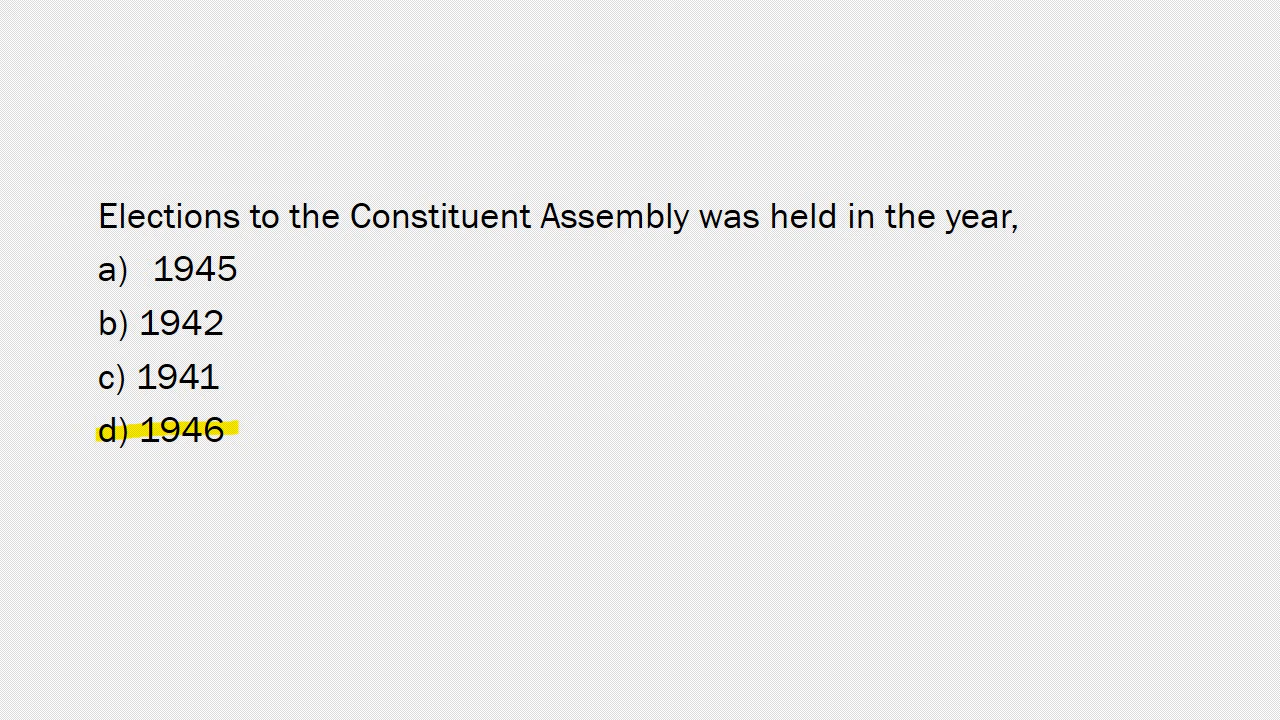 Elections to the Constituent Assembly was held in the year,
a) 1945
b) 1942
c) 1941
d) 1946